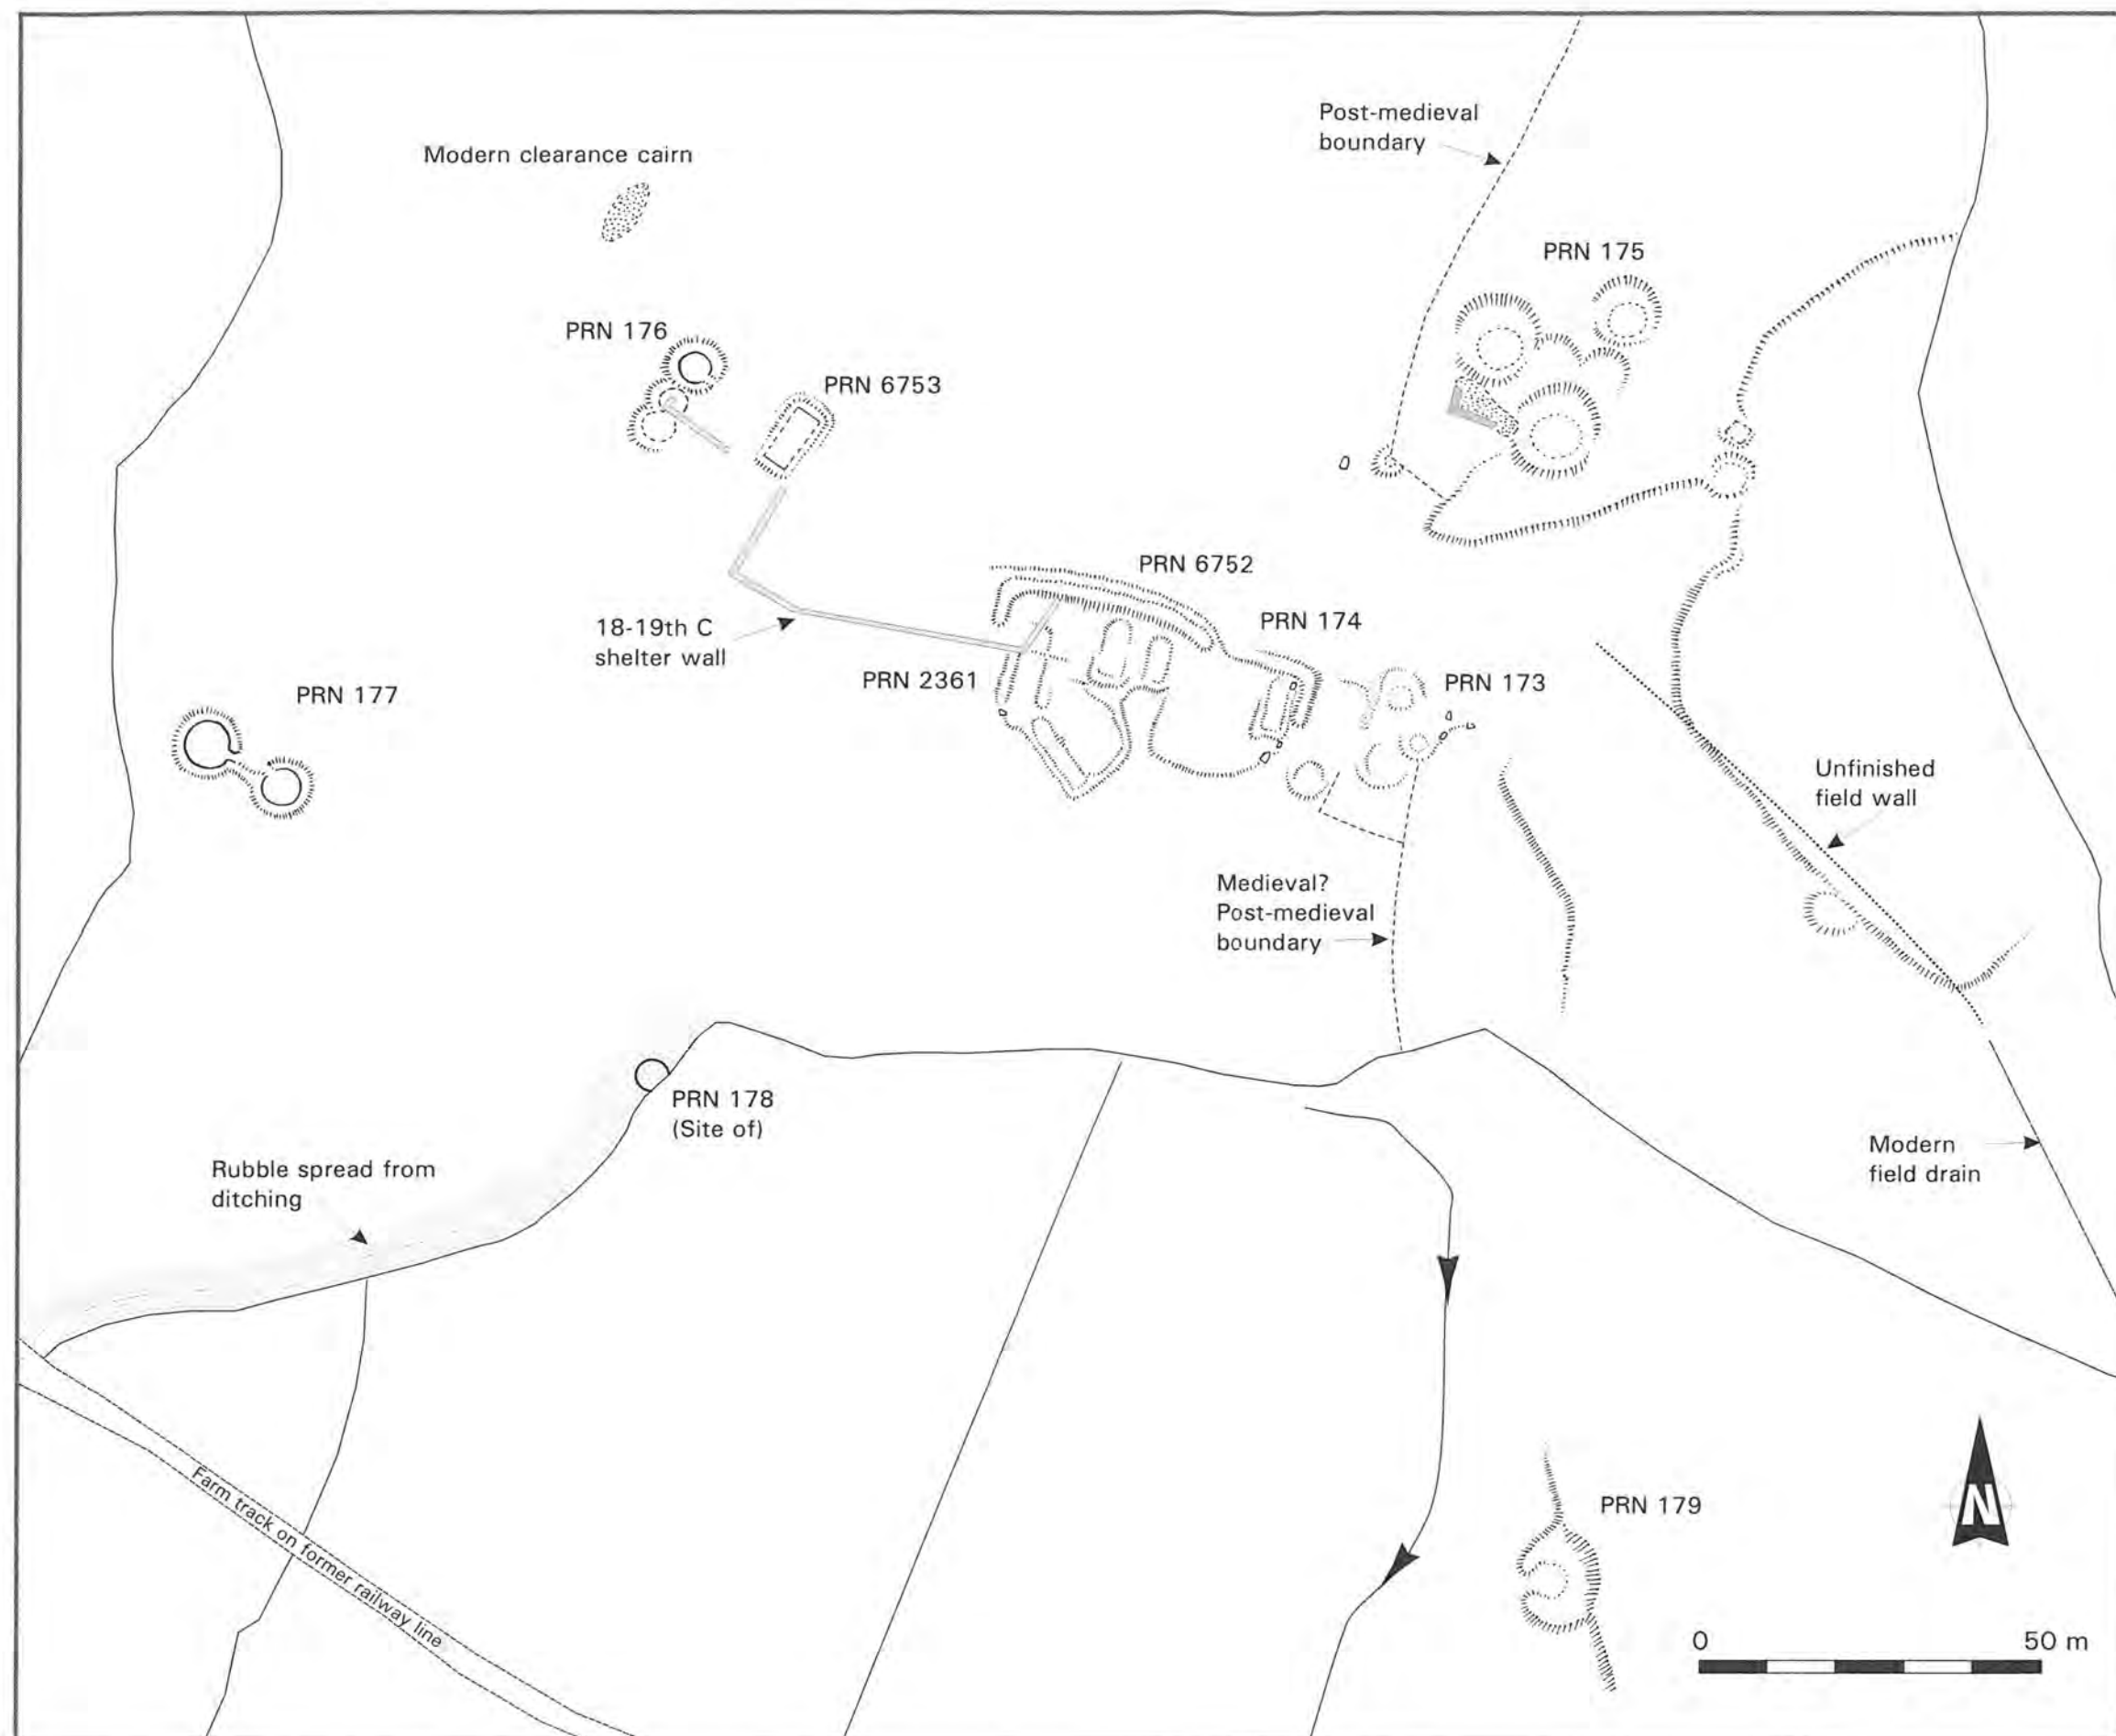 Post-medieval
boundary
Modern clearance cairn
PRN 175
PRN 176
PRN 6753
PRN 6752
18-19th C
shelter wall
PRN 174
PRN 2361
PRN 173
PRN 177
Unfinished
field wall
Medieval?
Post-medieval
boundary
PRN 178
(Site of)
Rubble spread from
ditching
Modern
field drain
Farm track on former railway line
PRN 179
N
0 50 m